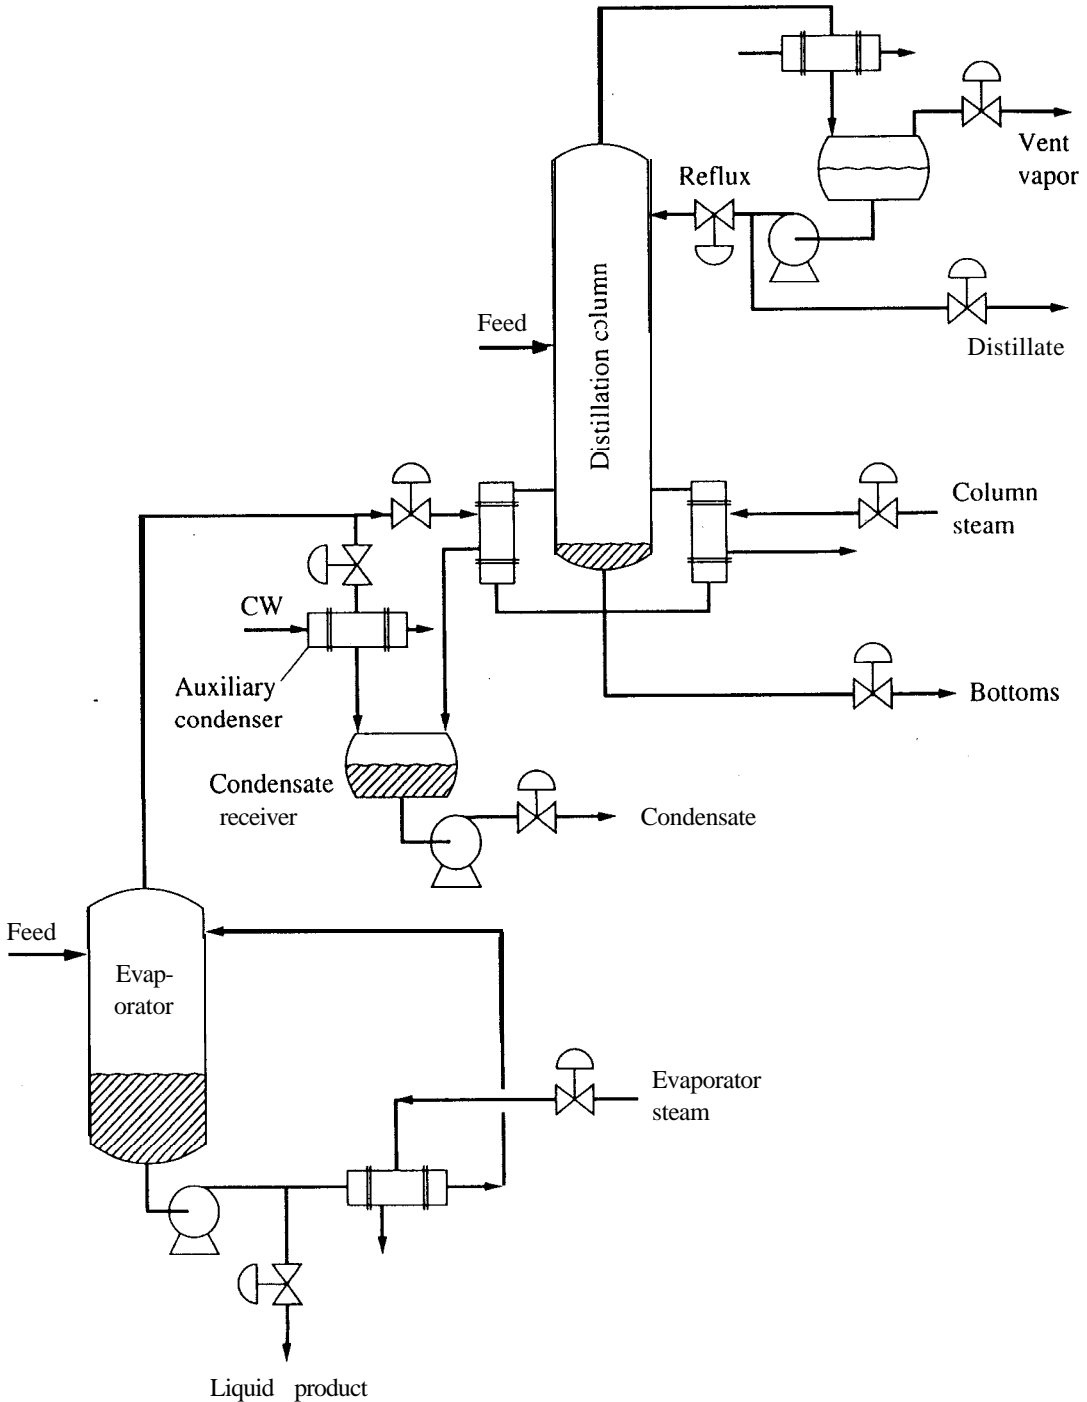 Vent
vapor
Reflux
Distillation column
Feed
Distillate
Column
steam
CW
Auxiliary
condenser
Bottoms
Condensate
receiver
Condensate
Feed
Evap-
orator
Evaporator
steam
Liquid product